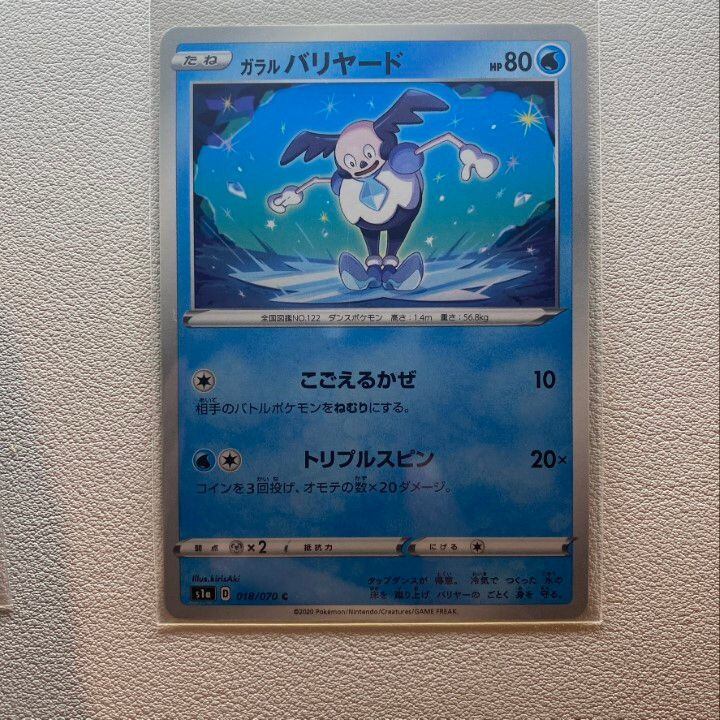 たね ガラル バリヤード HP 80
全国図鑑NO.122 ダンスポケモン 高さ:1.4m 重さ:56.8kg
こごえるかぜ 10
相手のバトルポケモンをねむりにする。
トリプルスピン 20×
コインを3回投げ、オモテの数×20ダメージ。
弱点 ×2 抵抗力 にげる
Illus.kirisAki
s1a D 018/070 C
タップダンスが 得意。 冷気で つくった 氷の
床を 蹴り上げ バリヤーの ごとく 身を 守る。
©2020 Pokémon/Nintendo/Creatures/GAME FREAK.